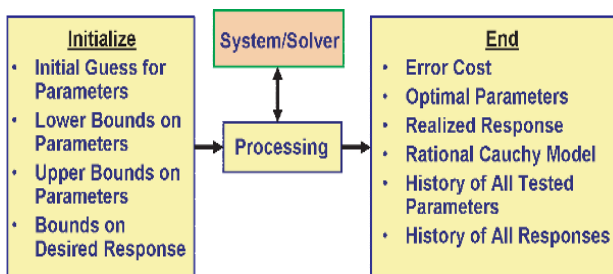 Initialize
• Initial Guess for
Parameters
• Lower Bounds on
Parameters
• Upper Bounds on
Parameters
• Bounds on
Desired Response
System/Solver
Processing
End
• Error Cost
• Optimal Parameters
• Realized Response
• Rational Cauchy Model
• History of All Tested
Parameters
• History of All Responses